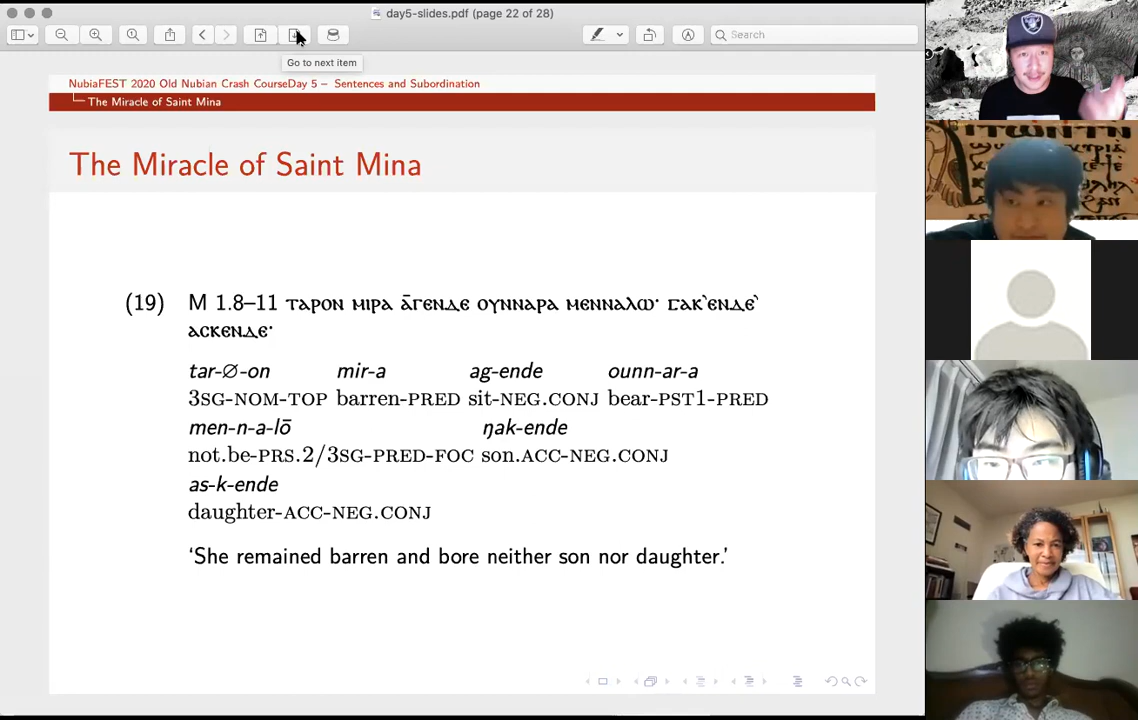 day5-slides.pdf (page 22 of 28)
Search
Go to next item
NubiaFEST 2020 Old Nubian Crash CourseDay 5 – Sentences and Subordination
The Miracle of Saint Mina
The Miracle of Saint Mina
(19) M 1.8–11 ⲧⲁⲣⲟⲛ ⲙⲓⲣⲁ ⲁ̄ⲅⲉⲛⲇⲉ ⲟⲩⲛⲛⲁⲣⲁ ⲙⲉⲛⲛⲁⲗⲱ· ⳟⲁⲕ̀ⲉⲛⲇⲉ̀
ⲁⲥⲕⲉⲛⲇⲉ·
tar-∅-on mir-a ag-ende ounn-ar-a
3SG-NOM-TOP barren-PRED sit-NEG.CONJ bear-PST1-PRED
men-n-a-lō ŋak-ende
not.be-PRS.2/3SG-PRED-FOC son.ACC-NEG.CONJ
as-k-ende
daughter-ACC-NEG.CONJ
‘She remained barren and bore neither son nor daughter.’